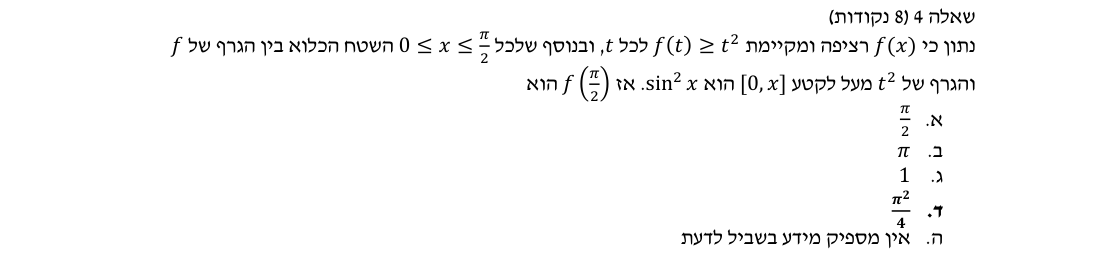 שאלה 4 (8 נקודות)
נתון כי f(x) רציפה ומקיימת f(t) ≥ t² לכל t, ובנוסף שלכל 0 ≤ x ≤ π/2 השטח הכלוא בין הגרף של f
והגרף של t² מעל לקטע [0, x] הוא sin² x. אז f(π/2) הוא
א. π/2
ב. π
ג. 1
ד. π²/4
ה. אין מספיק מידע בשביל לדעת